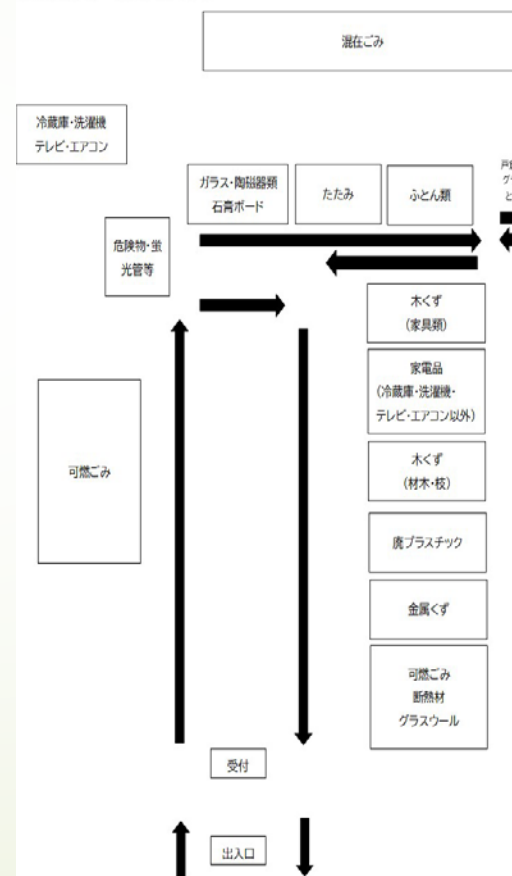 混在ごみ
冷蔵庫・洗濯機
テレビ・エアコン
ガラス・陶磁器類
石膏ボード
たたみ
ふとん類
危険物・蛍
光管等
木くず
(家具類)
家電品
(冷蔵庫・洗濯機・
テレビ・エアコン以外)
木くず
(材木・枝)
可燃ごみ
廃プラスチック
金属くず
可燃ごみ
断熱材
グラスウール
受付
出入口